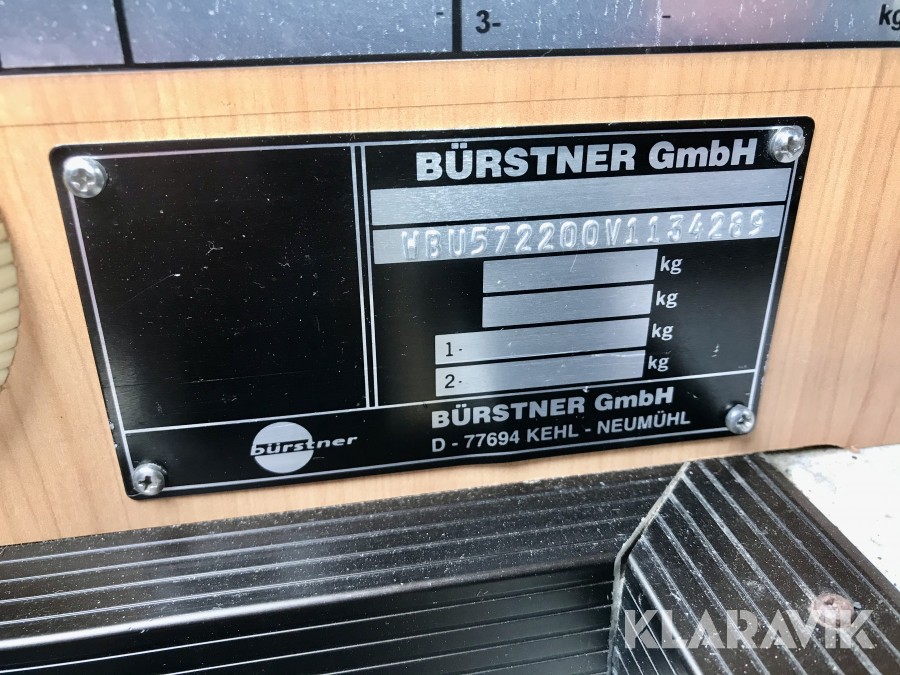 3-
-
kg
BÜRSTNER GmbH
WBU572200V1134289
kg
kg
1-
kg
2-
kg
BÜRSTNER GmbH
D - 77694 KEHL - NEUMÜHL
bürstner
KLARAVIK